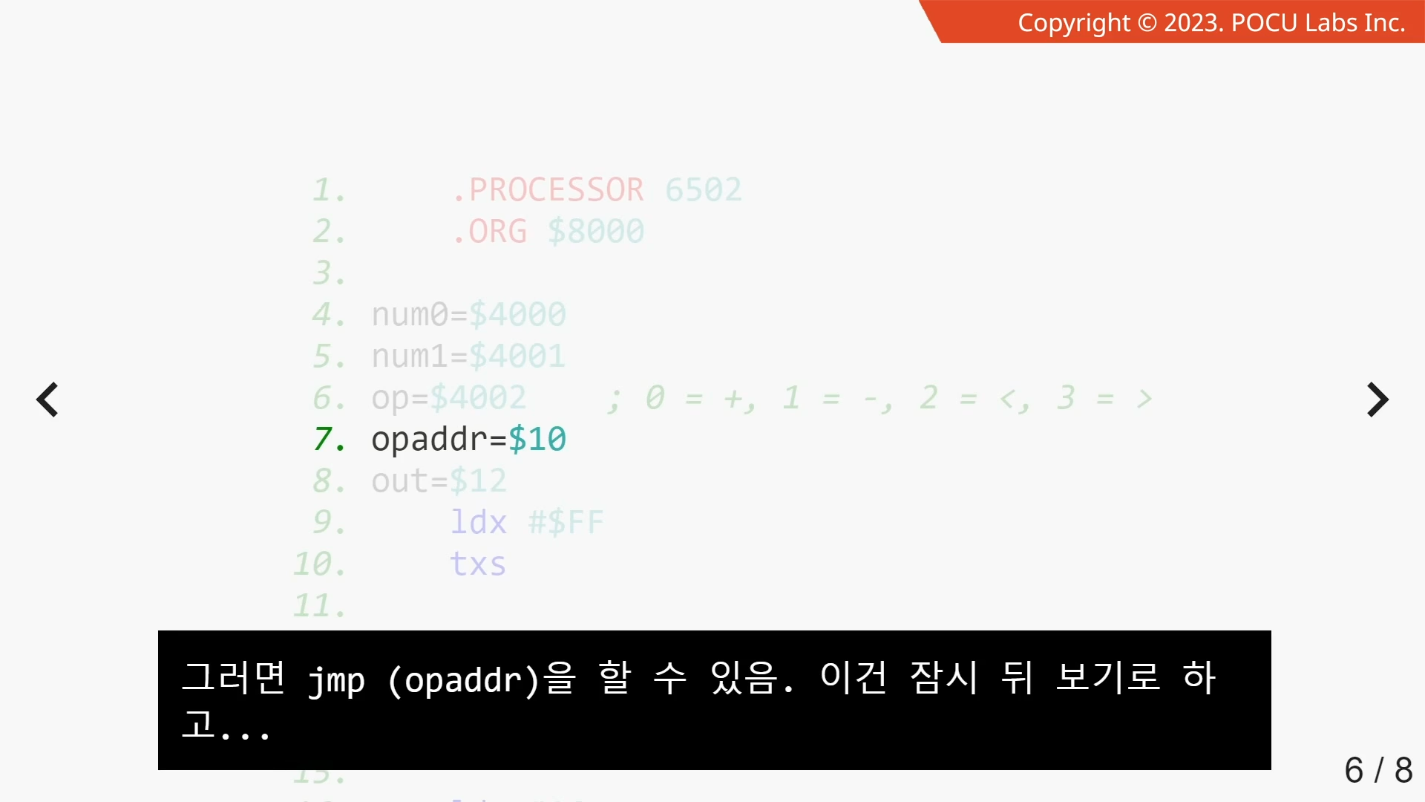 Copyright © 2023. POCU Labs Inc.
1. .PROCESSOR 6502
2. .ORG $8000
3.
4. num0=$4000
5. num1=$4001
6. op=$4002 ; 0 = +, 1 = -, 2 = <, 3 = >
7. opaddr=$10
8. out=$12
9. ldx #$FF
10. txs
11.
그러면 jmp (opaddr)을 할 수 있음. 이건 잠시 뒤 보기로 하
고...
15.
6 / 8